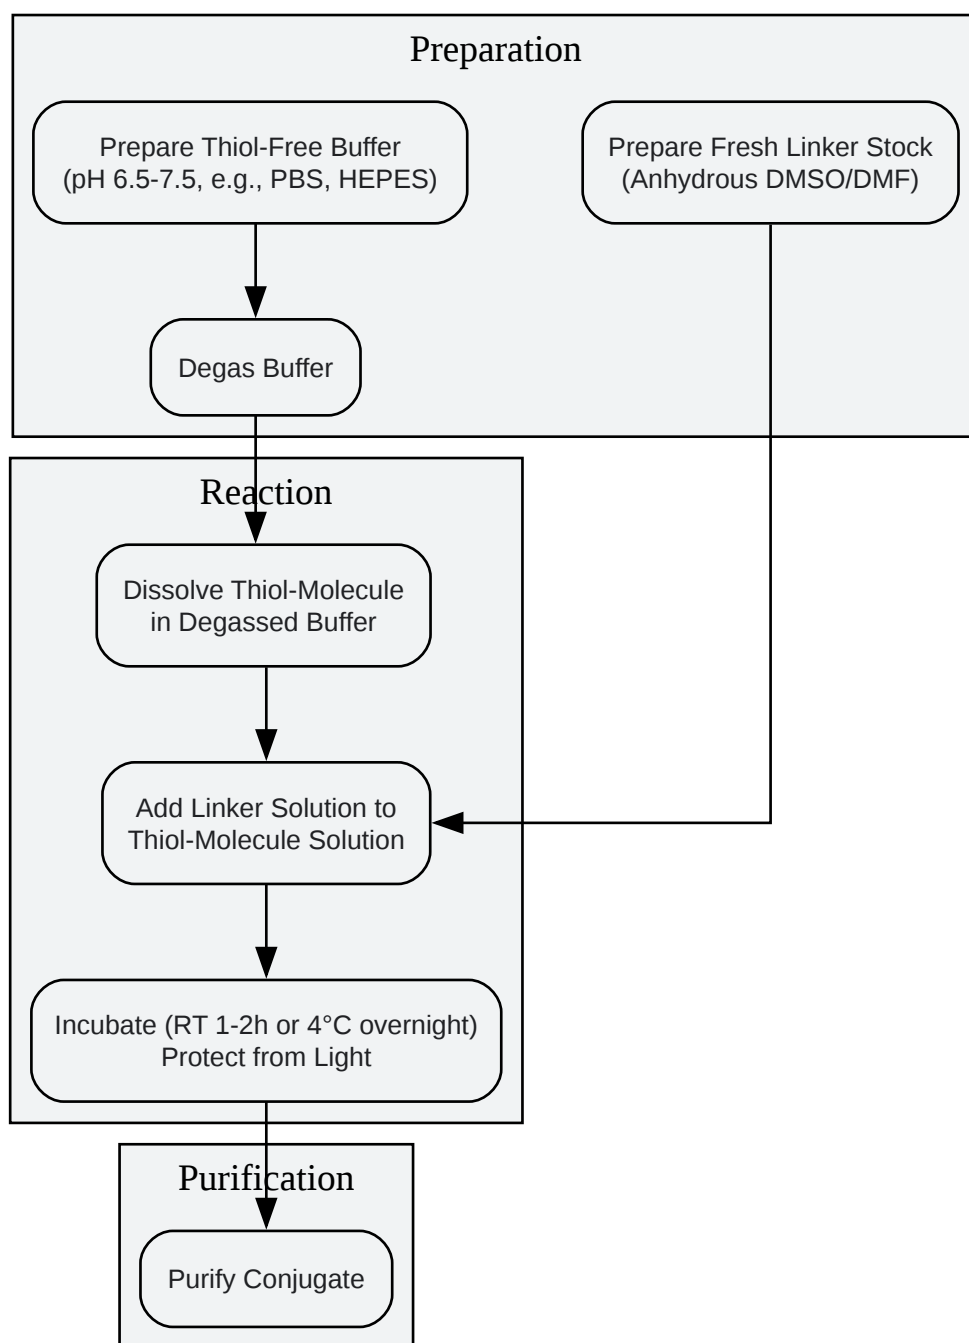 Preparation
Prepare Thiol-Free Buffer
(pH 6.5-7.5, e.g., PBS, HEPES)
Prepare Fresh Linker Stock
(Anhydrous DMSO/DMF)
Degas Buffer
Reaction
Dissolve Thiol-Molecule
in Degassed Buffer
Add Linker Solution to
Thiol-Molecule Solution
Incubate (RT 1-2h or 4°C overnight)
Protect from Light
Purification
Purify Conjugate